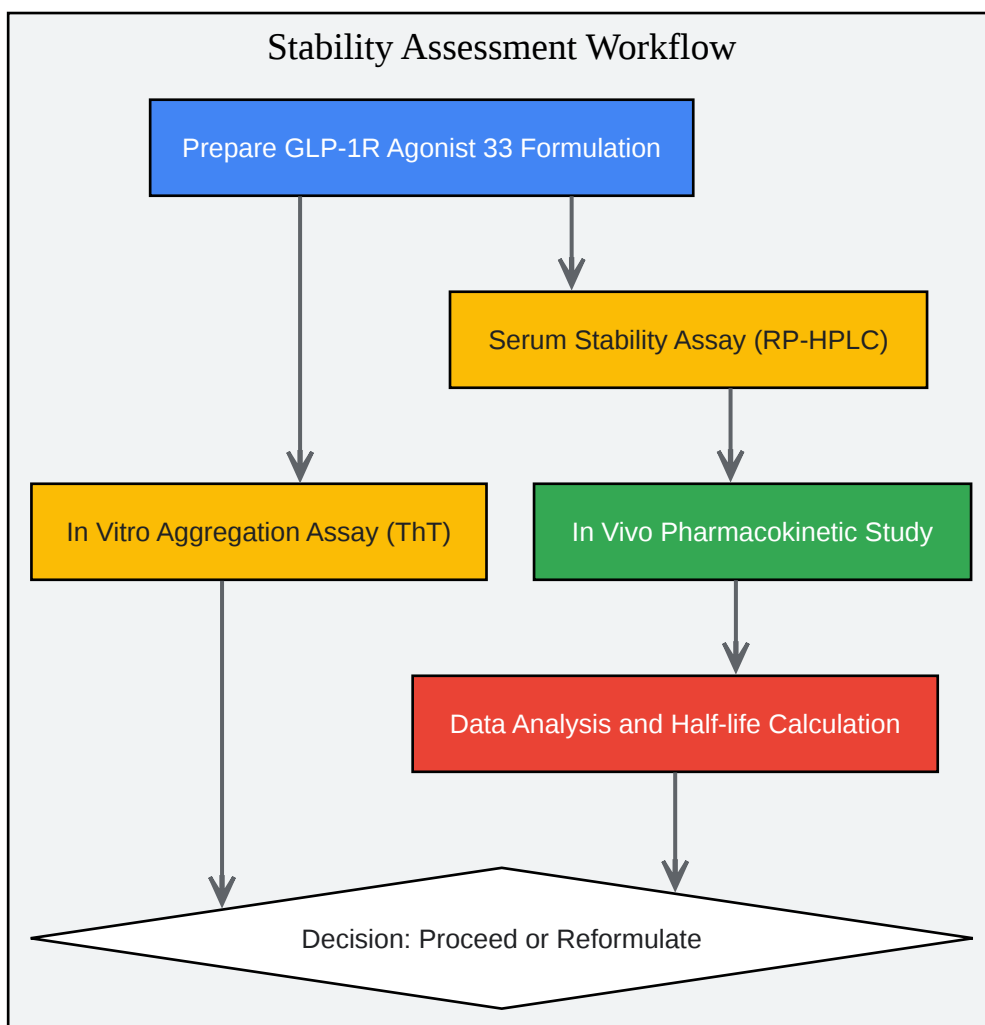 Stability Assessment Workflow
Prepare GLP-1R Agonist 33 Formulation
Serum Stability Assay (RP-HPLC)
In Vitro Aggregation Assay (ThT)
In Vivo Pharmacokinetic Study
Data Analysis and Half-life Calculation
Decision: Proceed or Reformulate